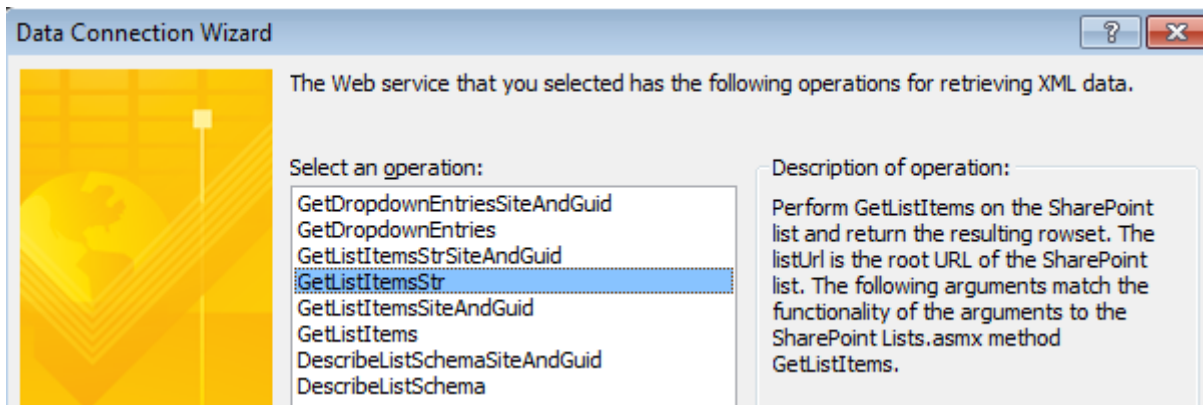 Data Connection Wizard
The Web service that you selected has the following operations for retrieving XML data.
Select an operation:
GetDropdownEntriesSiteAndGuid
GetDropdownEntries
GetListItemsStrSiteAndGuid
GetListItemsStr
GetListItemsSiteAndGuid
GetListItems
DescribeListSchemaSiteAndGuid
DescribeListSchema
Description of operation:
Perform GetListItems on the SharePoint
list and return the resulting rowset. The
listUrl is the root URL of the SharePoint
list. The following arguments match the
functionality of the arguments to the
SharePoint Lists.asmx method
GetListItems.